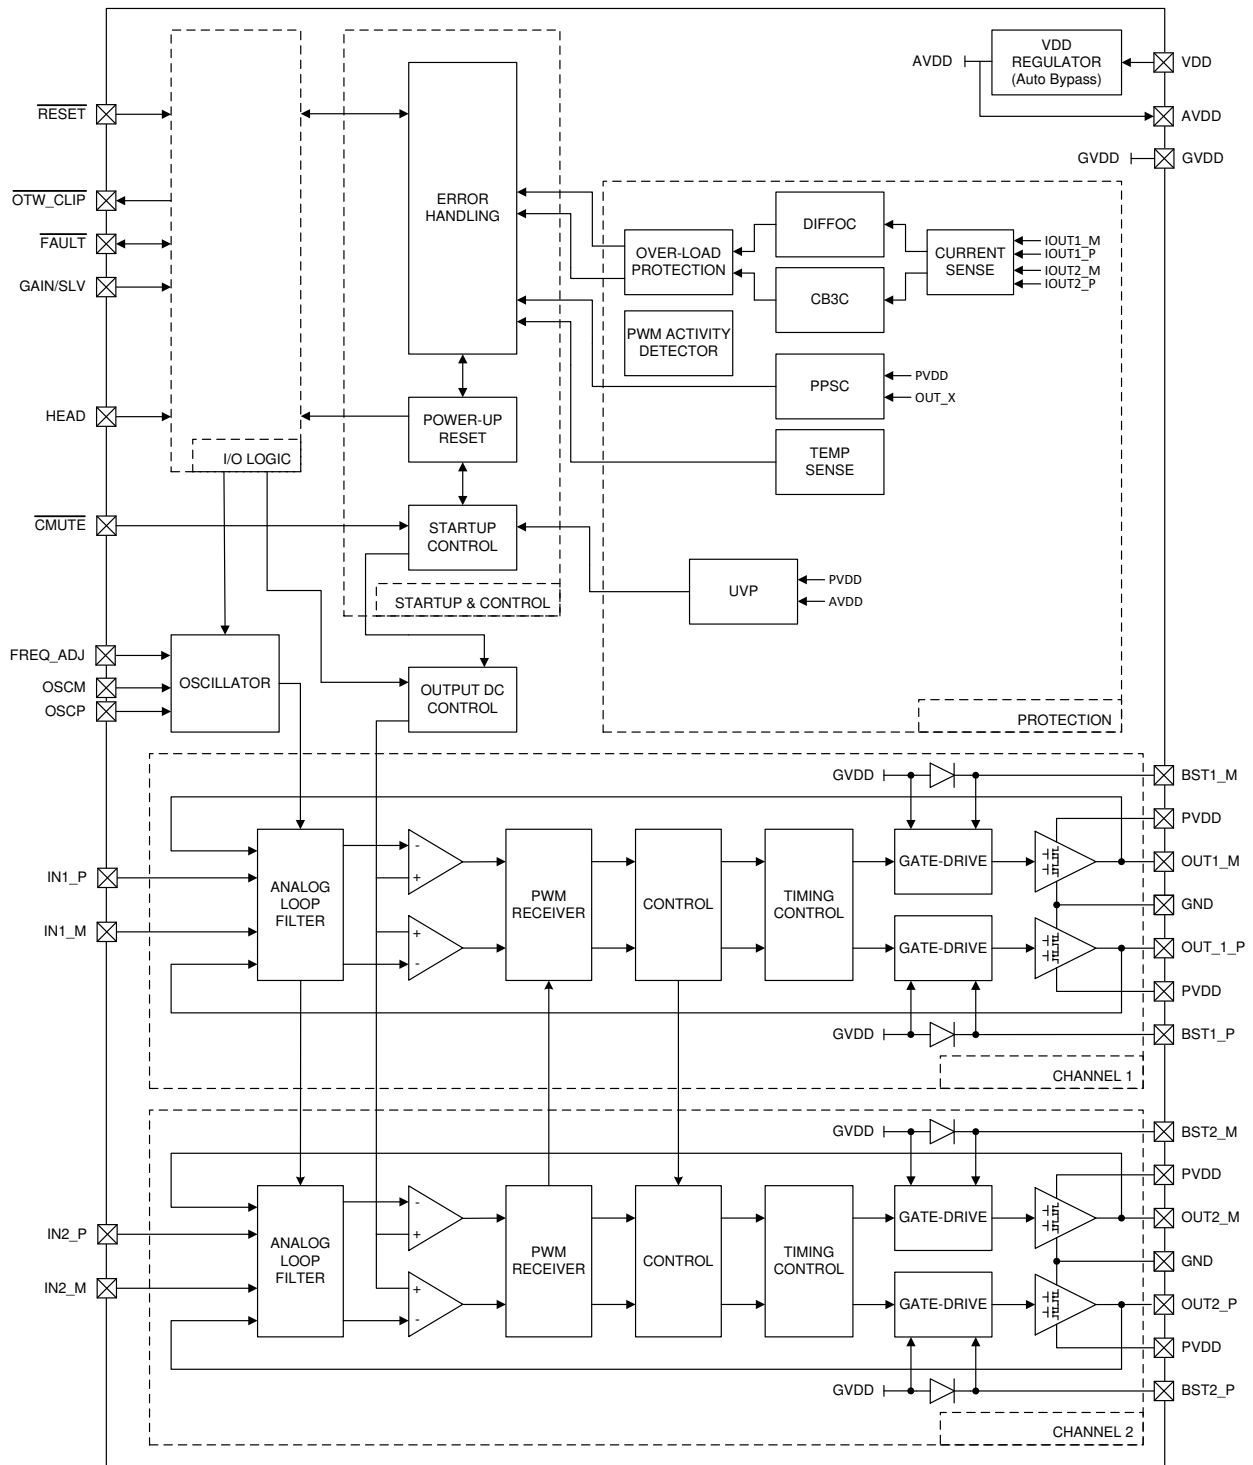 VDD
REGULATOR
(Auto Bypass)
AVDD
VDD
AVDD
GVDD
GVDD
RESET
OTW_CLIP
FAULT
GAIN/SLV
HEAD
CMUTE
FREQ_ADJ
OSCM
OSCP
I/O LOGIC
ERROR
HANDLING
POWER-UP
RESET
STARTUP
CONTROL
STARTUP & CONTROL
OVER-LOAD
PROTECTION
DIFFOC
CB3C
CURRENT
SENSE
IOUT1_M
IOUT1_P
IOUT2_M
IOUT2_P
PWM ACTIVITY
DETECTOR
PPSC
PVDD
OUT_X
TEMP
SENSE
UVP
PVDD
AVDD
PROTECTION
OSCILLATOR
OUTPUT DC
CONTROL
GVDD
BST1_M
PVDD
IN1_P
IN1_M
ANALOG
LOOP
FILTER
-
+
+
-
PWM
RECEIVER
CONTROL
TIMING
CONTROL
GATE-DRIVE
GATE-DRIVE
OUT1_M
GND
OUT_1_P
PVDD
GVDD
BST1_P
CHANNEL 1
GVDD
BST2_M
PVDD
IN2_P
IN2_M
ANALOG
LOOP
FILTER
-
+
+
-
PWM
RECEIVER
CONTROL
TIMING
CONTROL
GATE-DRIVE
GATE-DRIVE
OUT2_M
GND
OUT2_P
PVDD
GVDD
BST2_P
CHANNEL 2